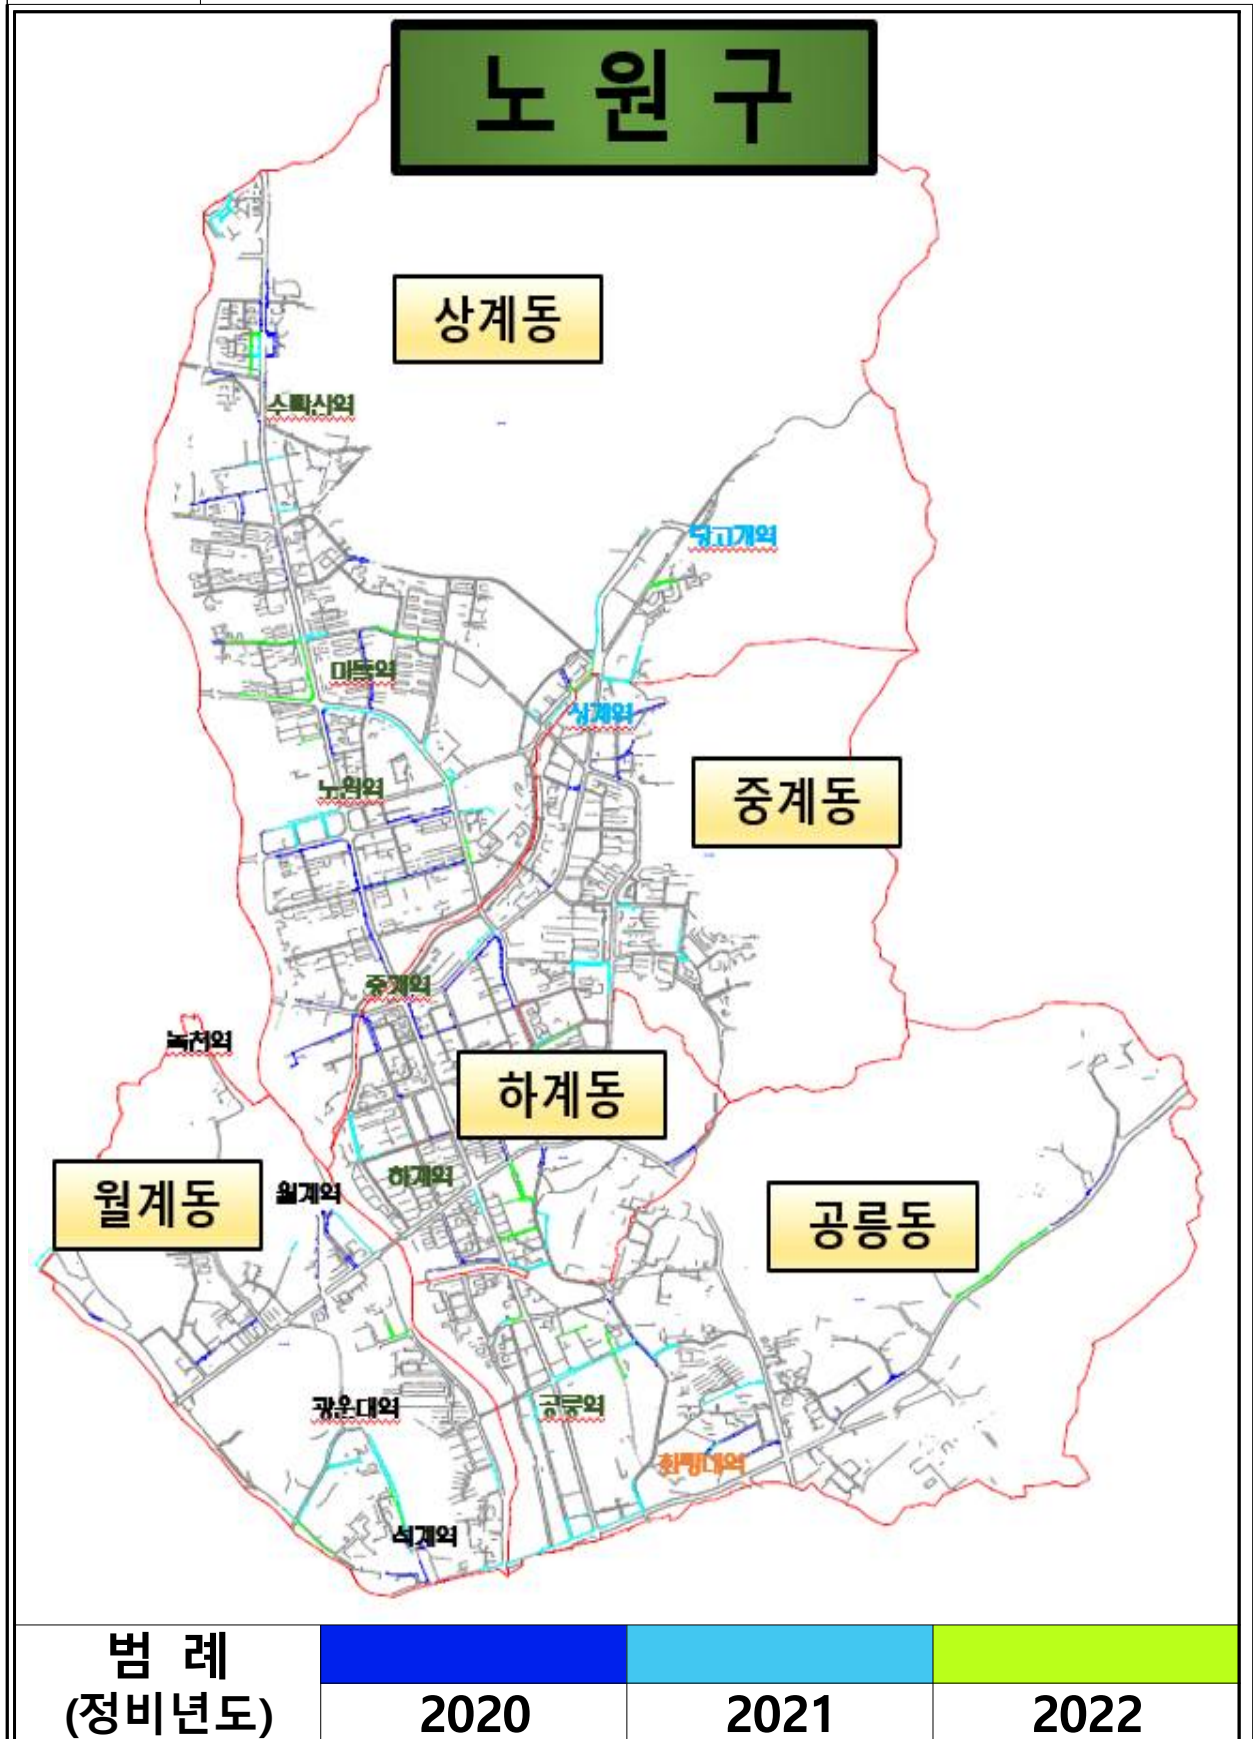 노원구
상계동
수락산역
당고개역
마들역
상계역
노원역
중계동
중계역
녹천역
하계동
하계역
월계동
월계역
공릉동
광운대역
공릉역
화랑대역
석계역
범 례
(정비년도)
2020
2021
2022